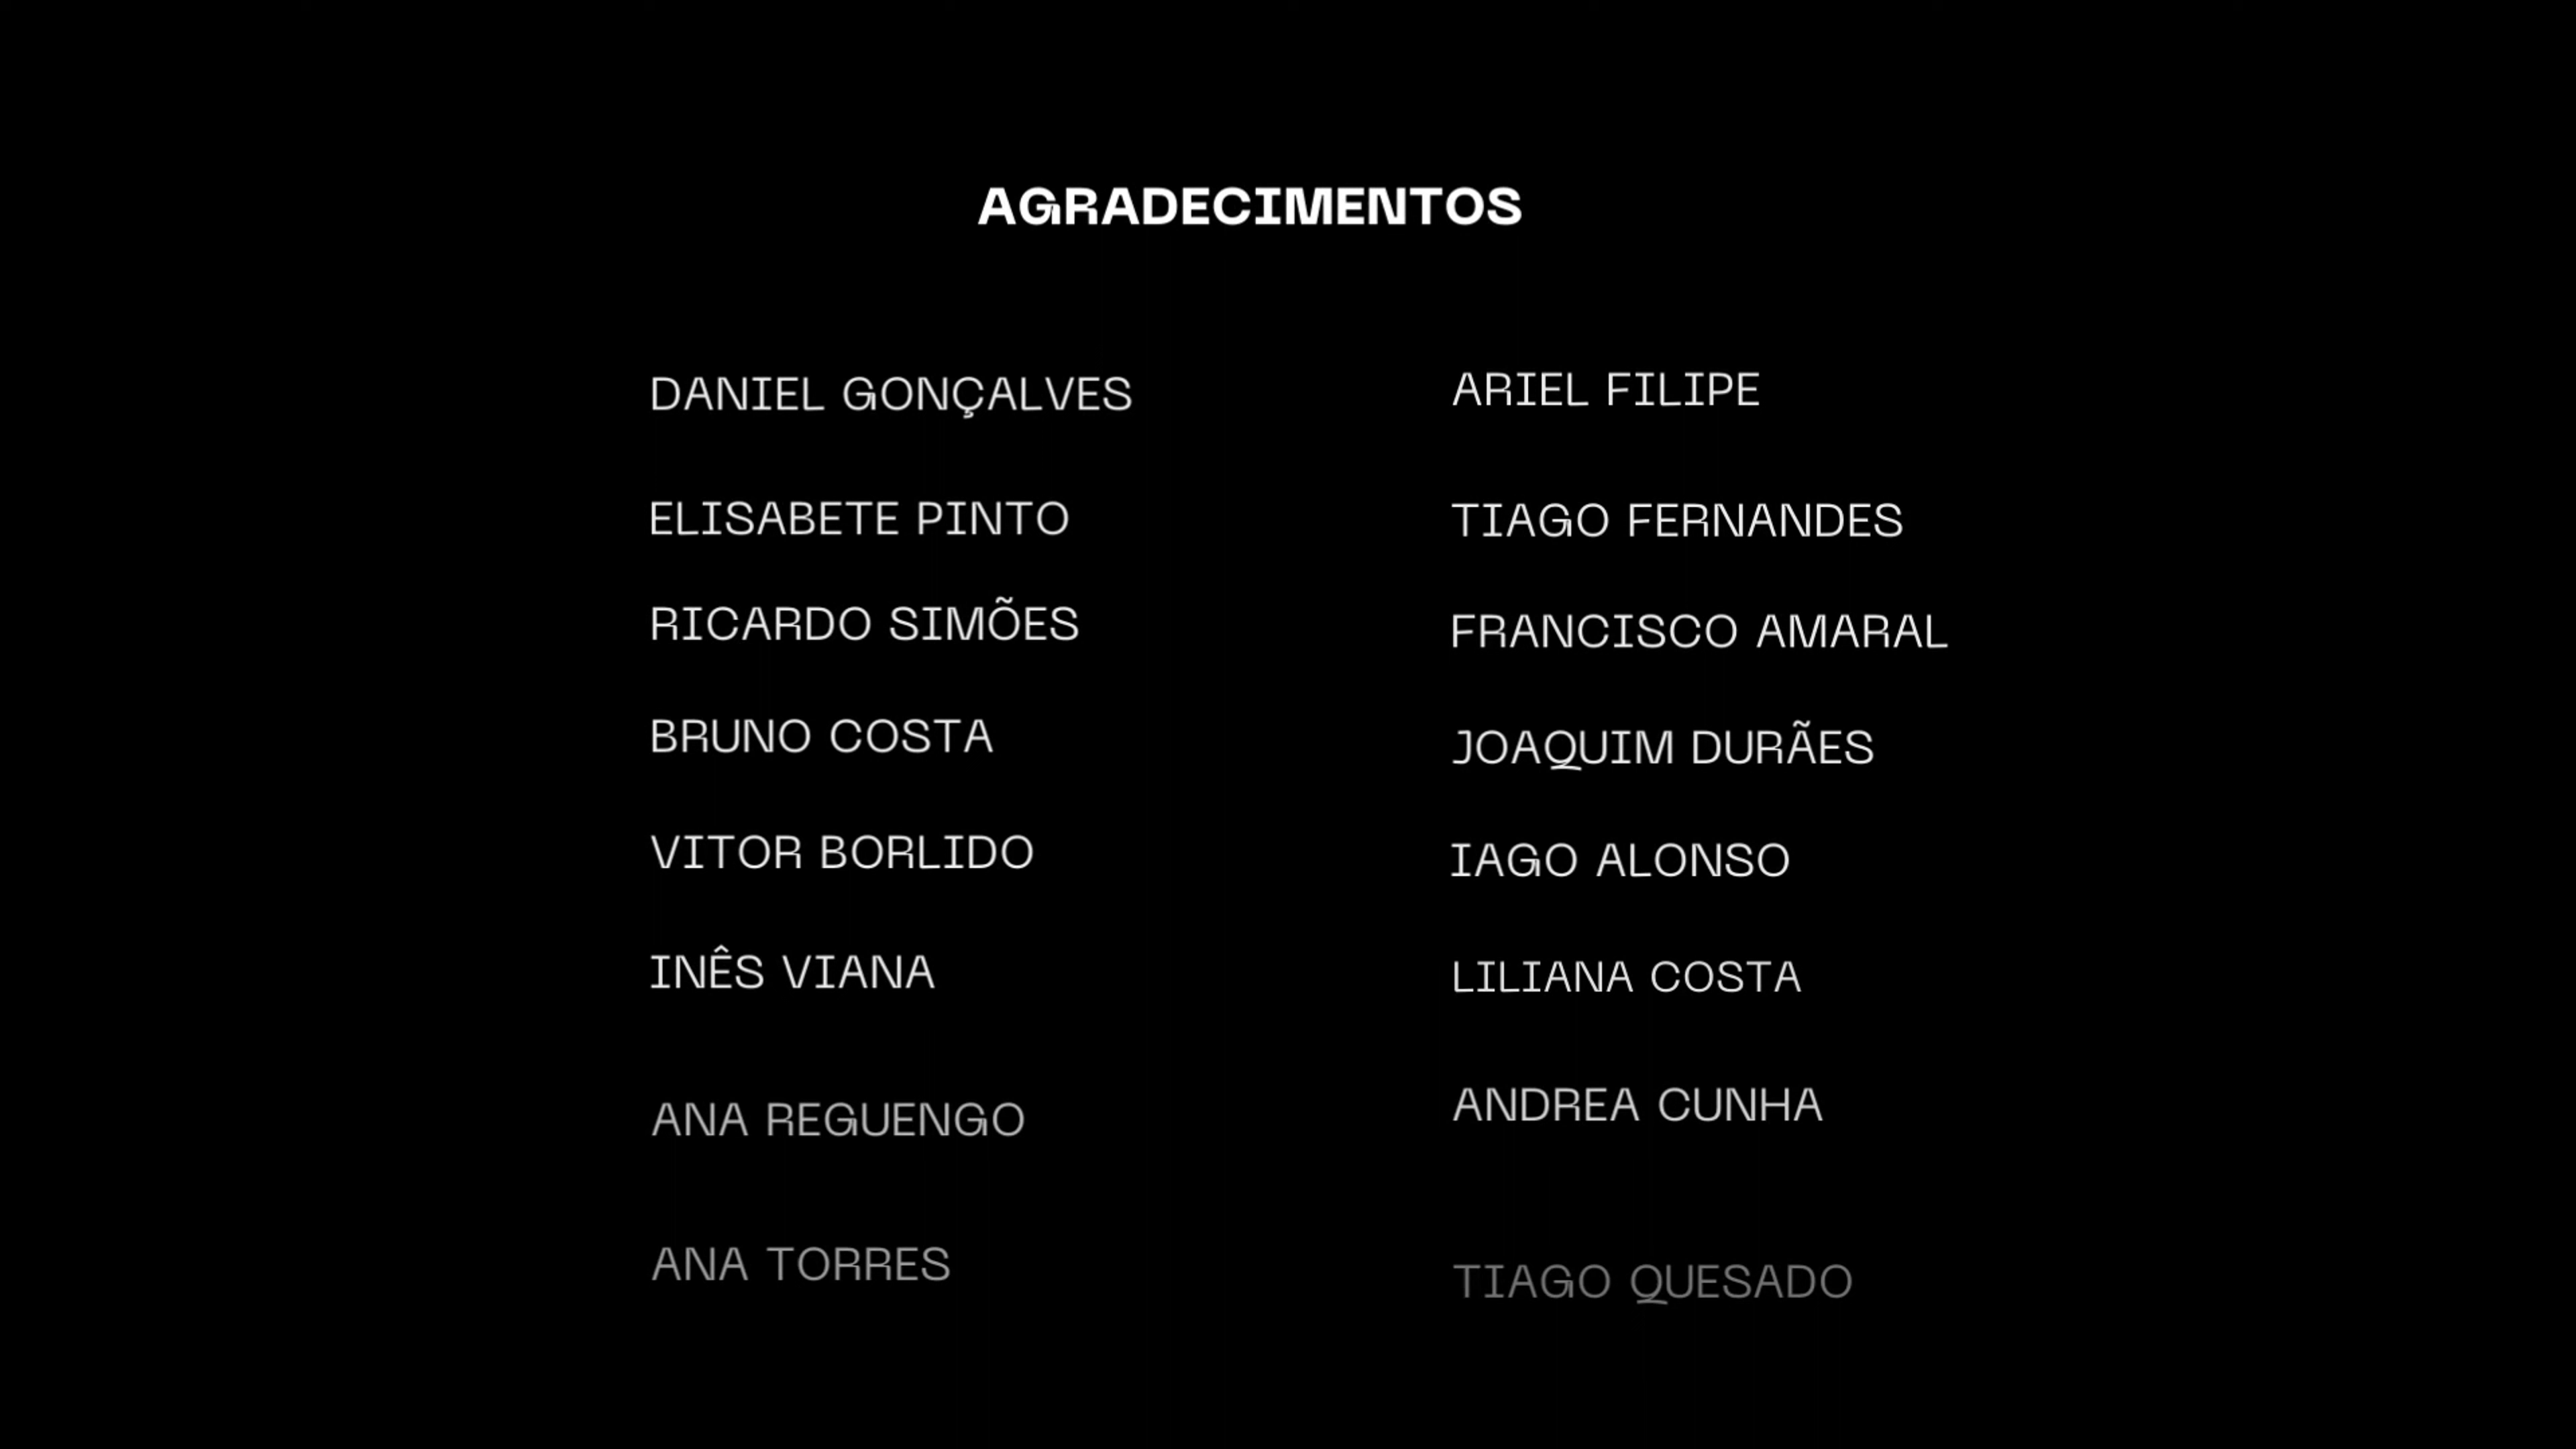 AGRADECIMENTOS
DANIEL GONÇALVES
ELISABETE PINTO
RICARDO SIMÕES
BRUNO COSTA
VITOR BORLIDO
INÊS VIANA
ANA REGUENGO
ANA TORRES
ARIEL FILIPE
TIAGO FERNANDES
FRANCISCO AMARAL
JOAQUIM DURÃES
IAGO ALONSO
LILIANA COSTA
ANDREA CUNHA
TIAGO QUESADO